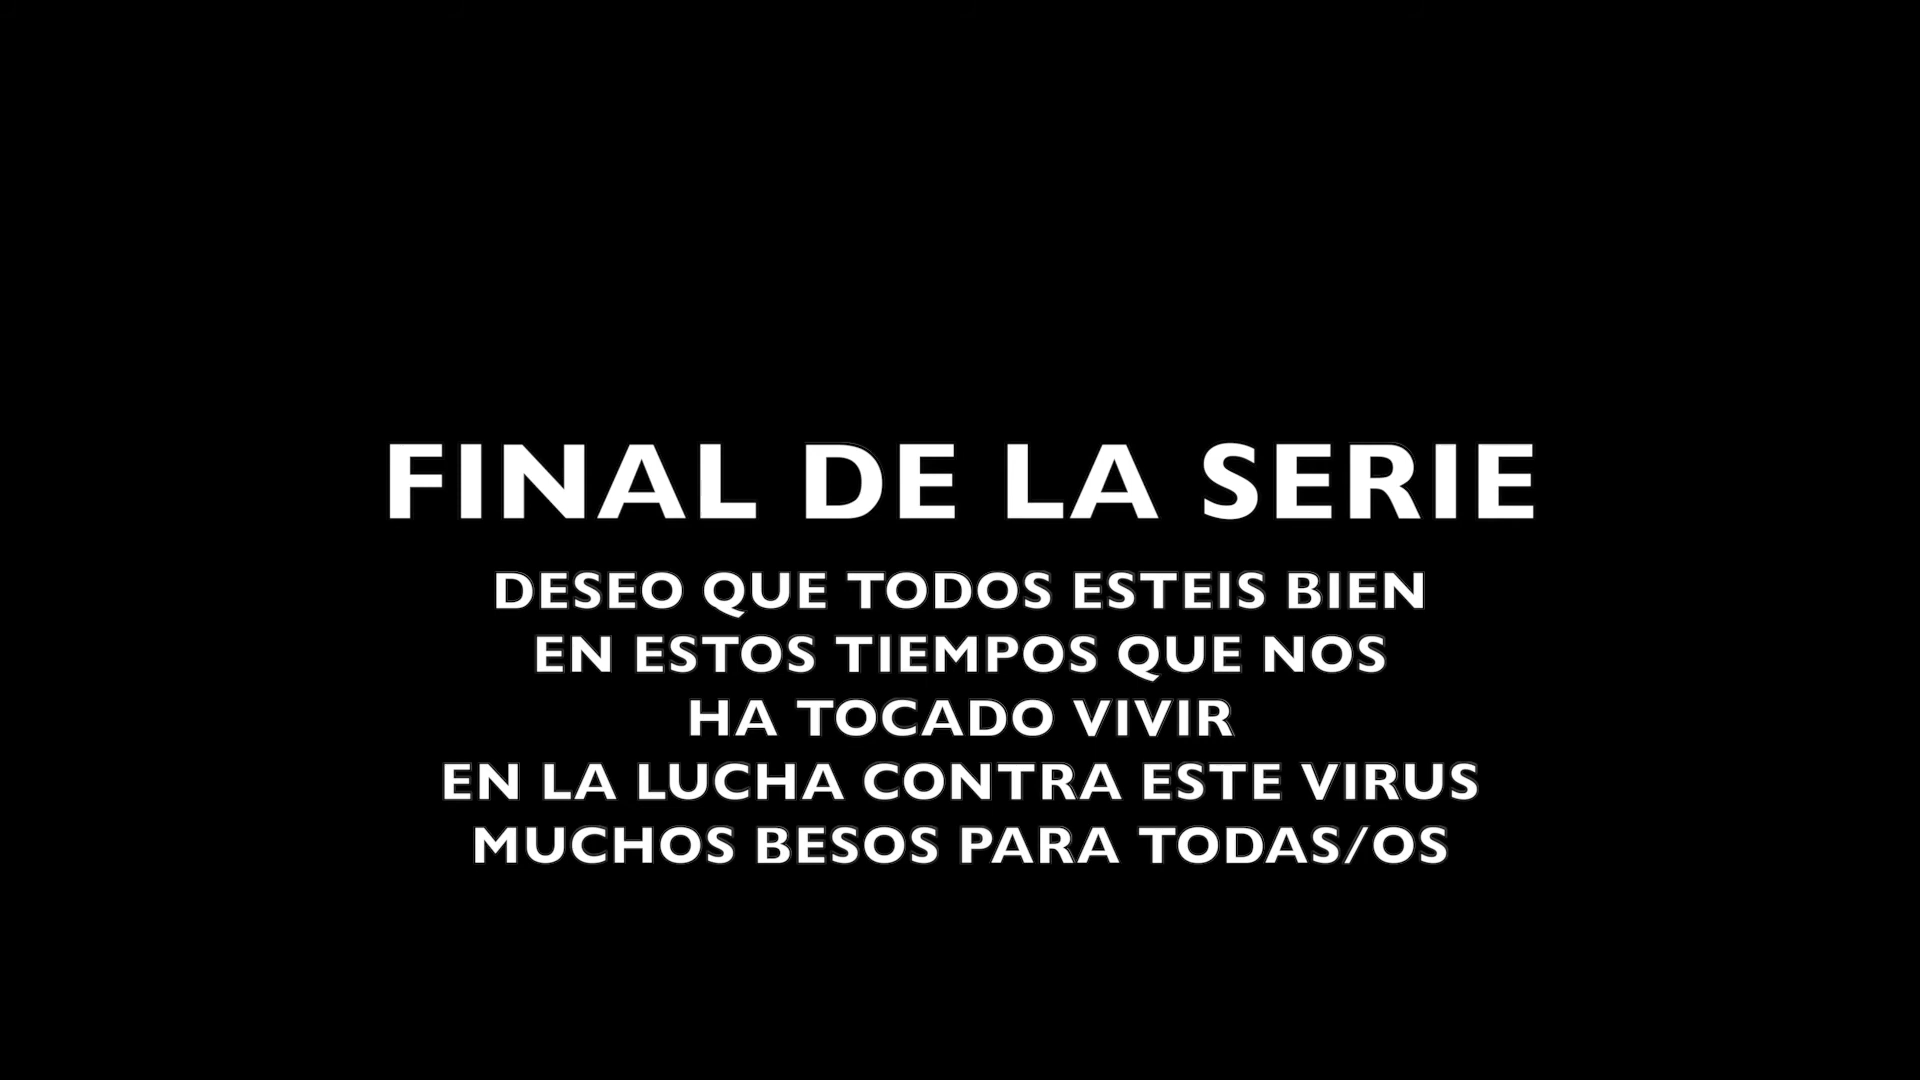 FINAL DE LA SERIE
DESEO QUE TODOS ESTEIS BIEN
EN ESTOS TIEMPOS QUE NOS
HA TOCADO VIVIR
EN LA LUCHA CONTRA ESTE VIRUS
MUCHOS BESOS PARA TODAS/OS